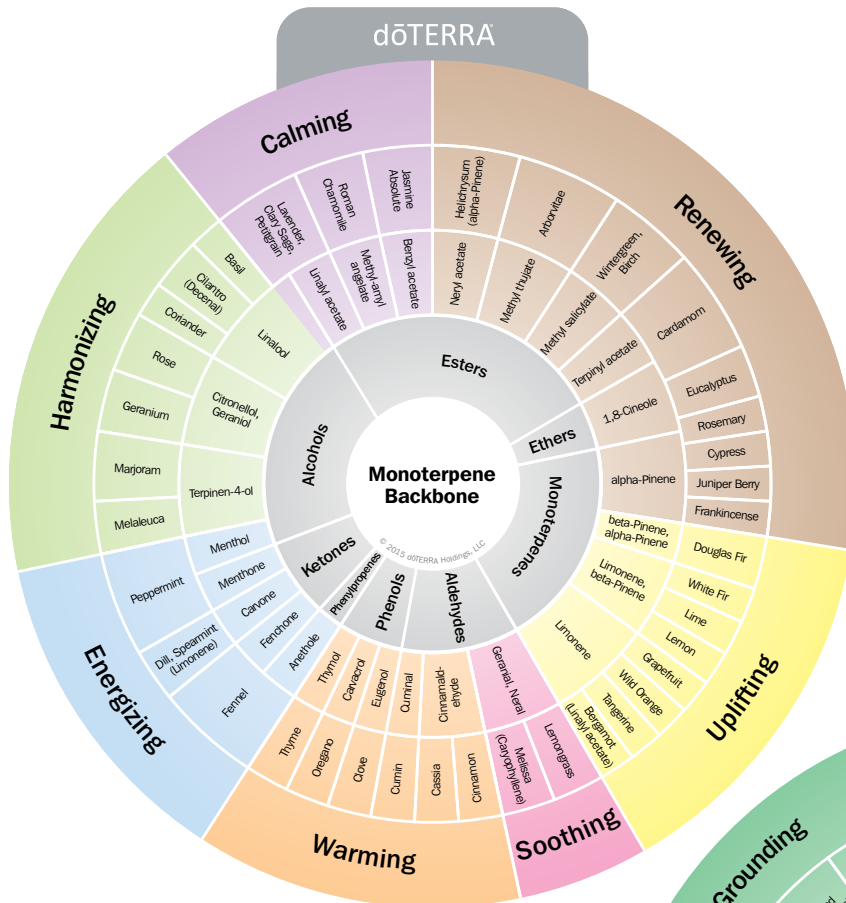 dōTERRA
Calming
Renewing
Uplifting
Soothing
Warming
Energizing
Harmonizing
Lavender,
Clary Sage,
Petitgrain
Roman
Chamomile
Jasmine
Absolute
Linalyl acetate
Methyl-amyl
angelate
Benzyl acetate
Helichrysum
(alpha-Pinene)
Arborvitae
Wintergreen,
Birch
Cardamom
Eucalyptus
Rosemary
Cypress
Juniper Berry
Frankincense
Neryl acetate
Methyl thujate
Methyl salicylate
Terpinyl acetate
1,8-Cineole
alpha-Pinene
beta-Pinene,
alpha-Pinene
Limonene,
beta-Pinene
Limonene
Douglas Fir
White Fir
Lime
Lemon
Grapefruit
Wild Orange
Tangerine
Bergamot
(Linalyl acetate)
Geranial, Neral
Lemongrass
Melissa
(Caryophyllene)
Thymol
Carvacrol
Eugenol
Cuminal
Cinnamald-
ehyde
Thyme
Oregano
Clove
Cumin
Cassia
Cinnamon
Menthol
Menthone
Carvone
Fenchone
Anethole
Peppermint
Dill, Spearmint
(Limonene)
Fennel
Basil
Cilantro
(Decenal)
Coriander
Rose
Geranium
Marjoram
Melaleuca
Linalool
Citronellol,
Geraniol
Terpinen-4-ol
Esters
Ethers
Monoterpenes
Aldehydes
Phenols
Phenylpropenes
Ketones
Alcohols
Monoterpene
Backbone
© 2015 dōTERRA Holdings, LLC
Grounding